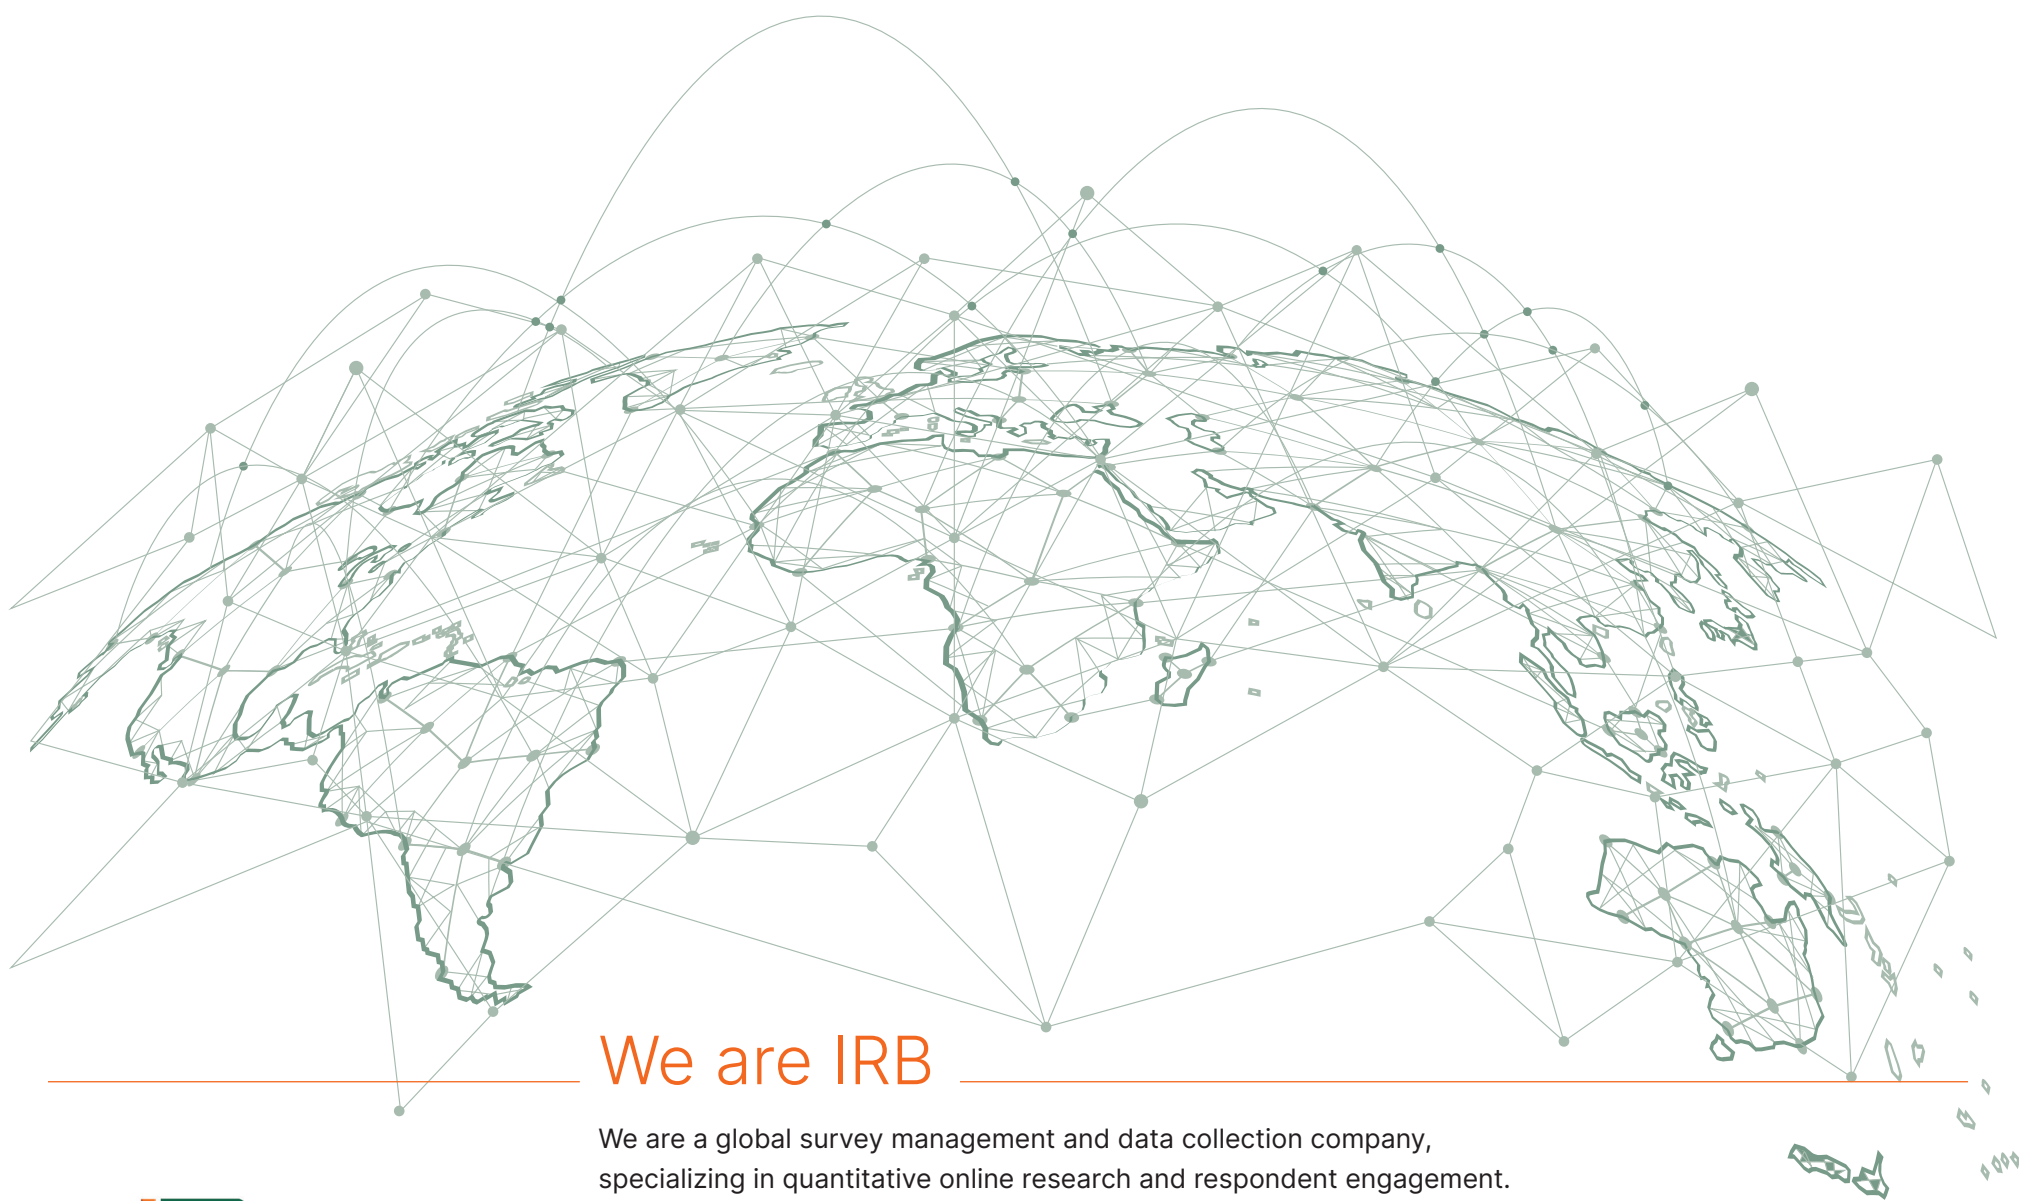 We are IRB
We are a global survey management and data collection company,
specializing in quantitative online research and respondent engagement.